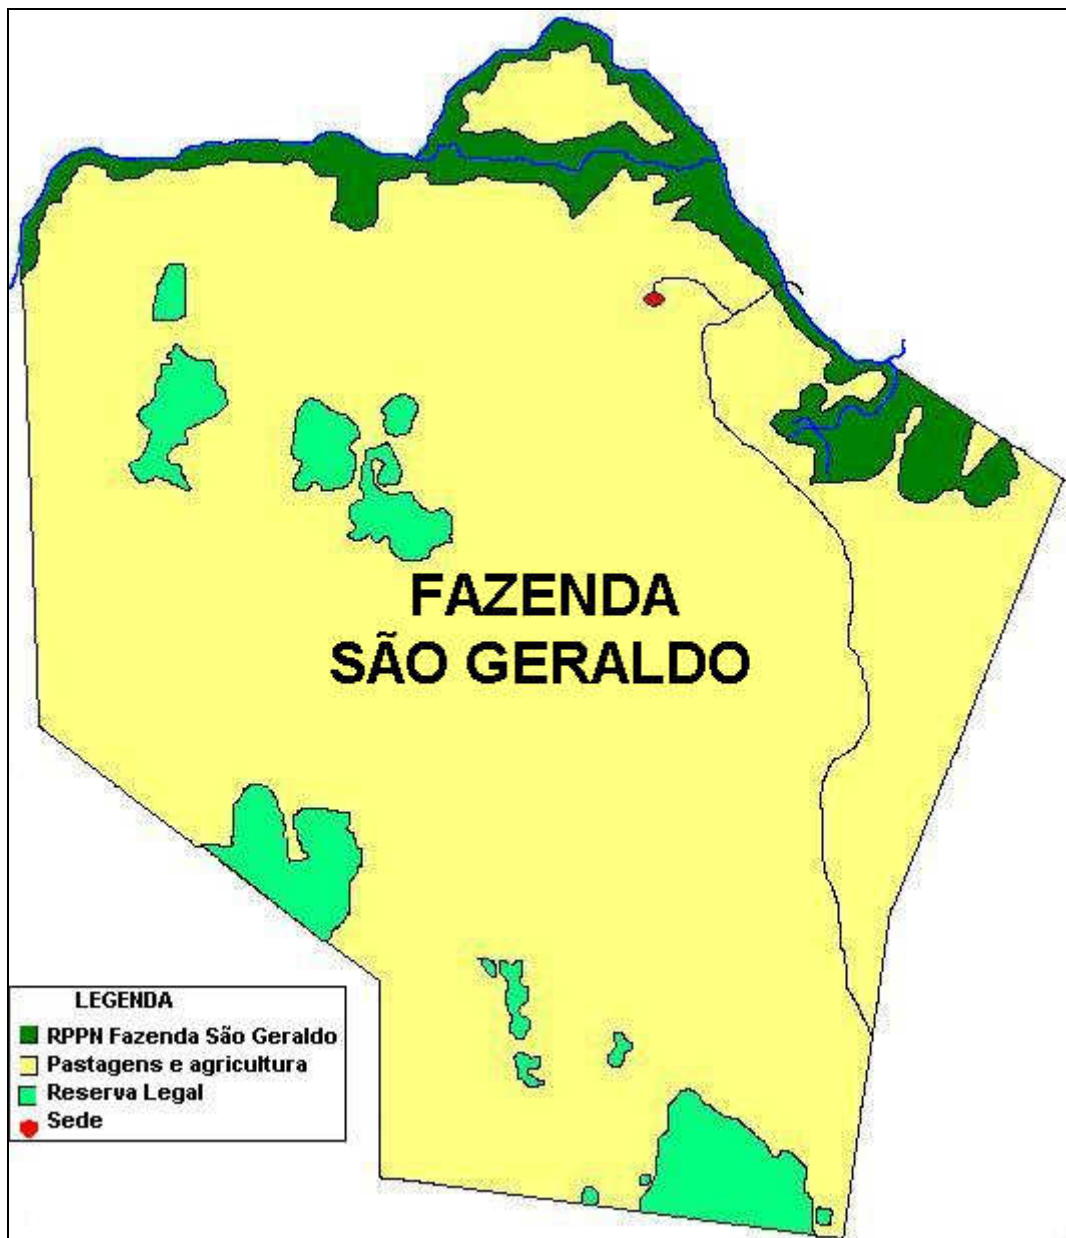 FAZENDA
SÃO GERALDO
LEGENDA
RPPN Fazenda São Geraldo
Pastagens e agricultura
Reserva Legal
Sede